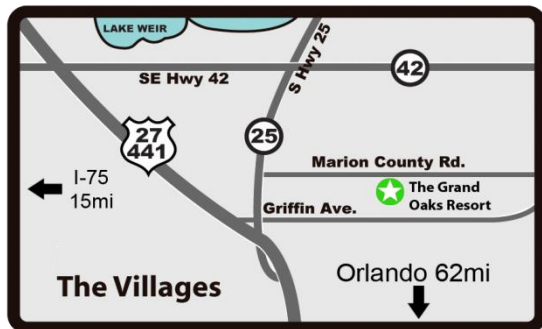 LAKE WEIR
SE Hwy 42
S Hwy 25
42
27
441
25
Marion County Rd.
I-75
15mi
The Grand
Oaks Resort
Griffin Ave.
The Villages
Orlando 62mi